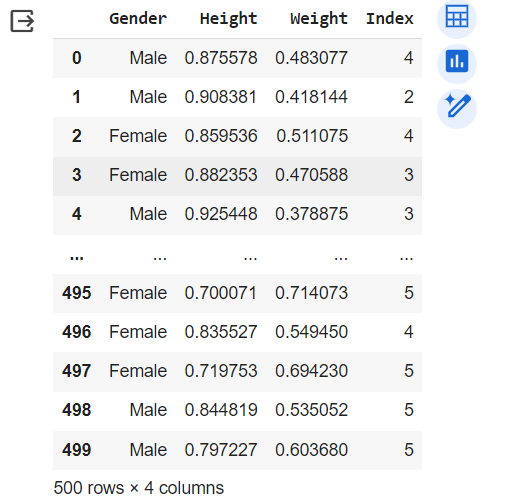 Gender Height Weight Index
0 Male 0.875578 0.483077 4
1 Male 0.908381 0.418144 2
2 Female 0.859536 0.511075 4
3 Female 0.882353 0.470588 3
4 Male 0.925448 0.378875 3
... ... ... ... ...
495 Female 0.700071 0.714073 5
496 Female 0.835527 0.549450 4
497 Female 0.719753 0.694230 5
498 Male 0.844819 0.535052 5
499 Male 0.797227 0.603680 5
500 rows × 4 columns